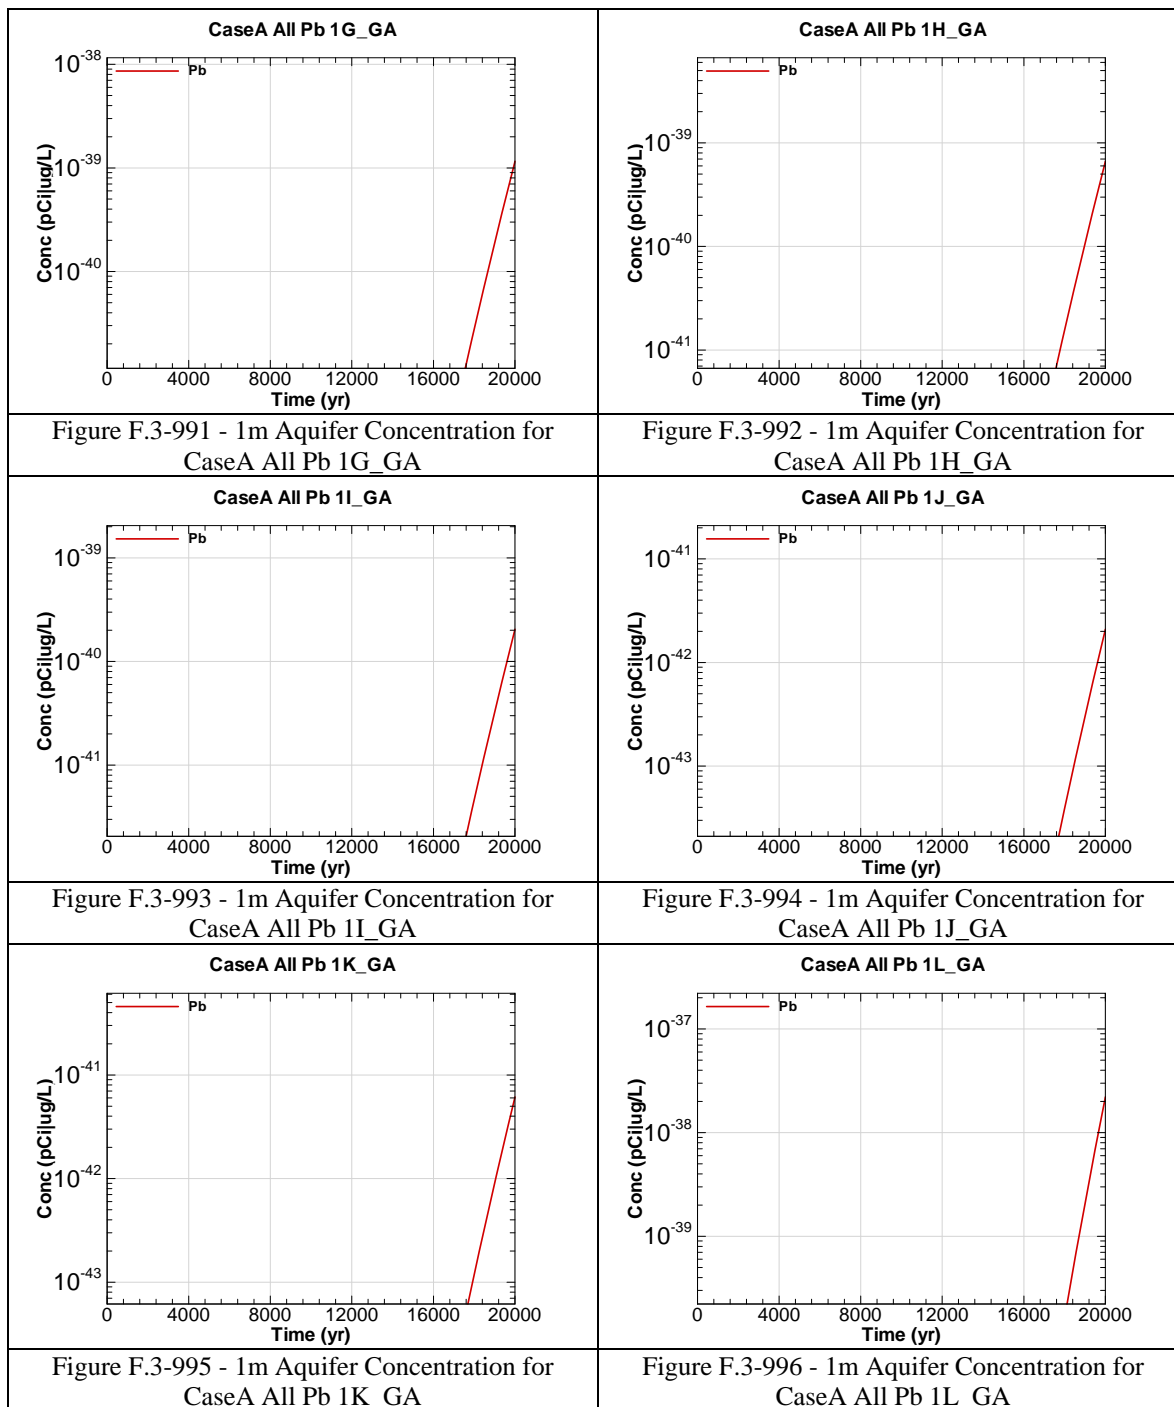 CaseA All Pb 1G_GA
Pb
10-38
10-39
10-40
Conc (pCi|ug/L)
0 4000 8000 12000 16000 20000
Time (yr)
Figure F.3-991 - 1m Aquifer Concentration for
CaseA All Pb 1G_GA
CaseA All Pb 1H_GA
Pb
10-39
10-40
10-41
Conc (pCi|ug/L)
0 4000 8000 12000 16000 20000
Time (yr)
Figure F.3-992 - 1m Aquifer Concentration for
CaseA All Pb 1H_GA
CaseA All Pb 1I_GA
Pb
10-39
10-40
10-41
Conc (pCi|ug/L)
0 4000 8000 12000 16000 20000
Time (yr)
Figure F.3-993 - 1m Aquifer Concentration for
CaseA All Pb 1I_GA
CaseA All Pb 1J_GA
Pb
10-41
10-42
10-43
Conc (pCi|ug/L)
0 4000 8000 12000 16000 20000
Time (yr)
Figure F.3-994 - 1m Aquifer Concentration for
CaseA All Pb 1J_GA
CaseA All Pb 1K_GA
Pb
10-41
10-42
10-43
Conc (pCi|ug/L)
0 4000 8000 12000 16000 20000
Time (yr)
Figure F.3-995 - 1m Aquifer Concentration for
CaseA All Pb 1K_GA
CaseA All Pb 1L_GA
Pb
10-37
10-38
10-39
Conc (pCi|ug/L)
0 4000 8000 12000 16000 20000
Time (yr)
Figure F.3-996 - 1m Aquifer Concentration for
CaseA All Pb 1L_GA